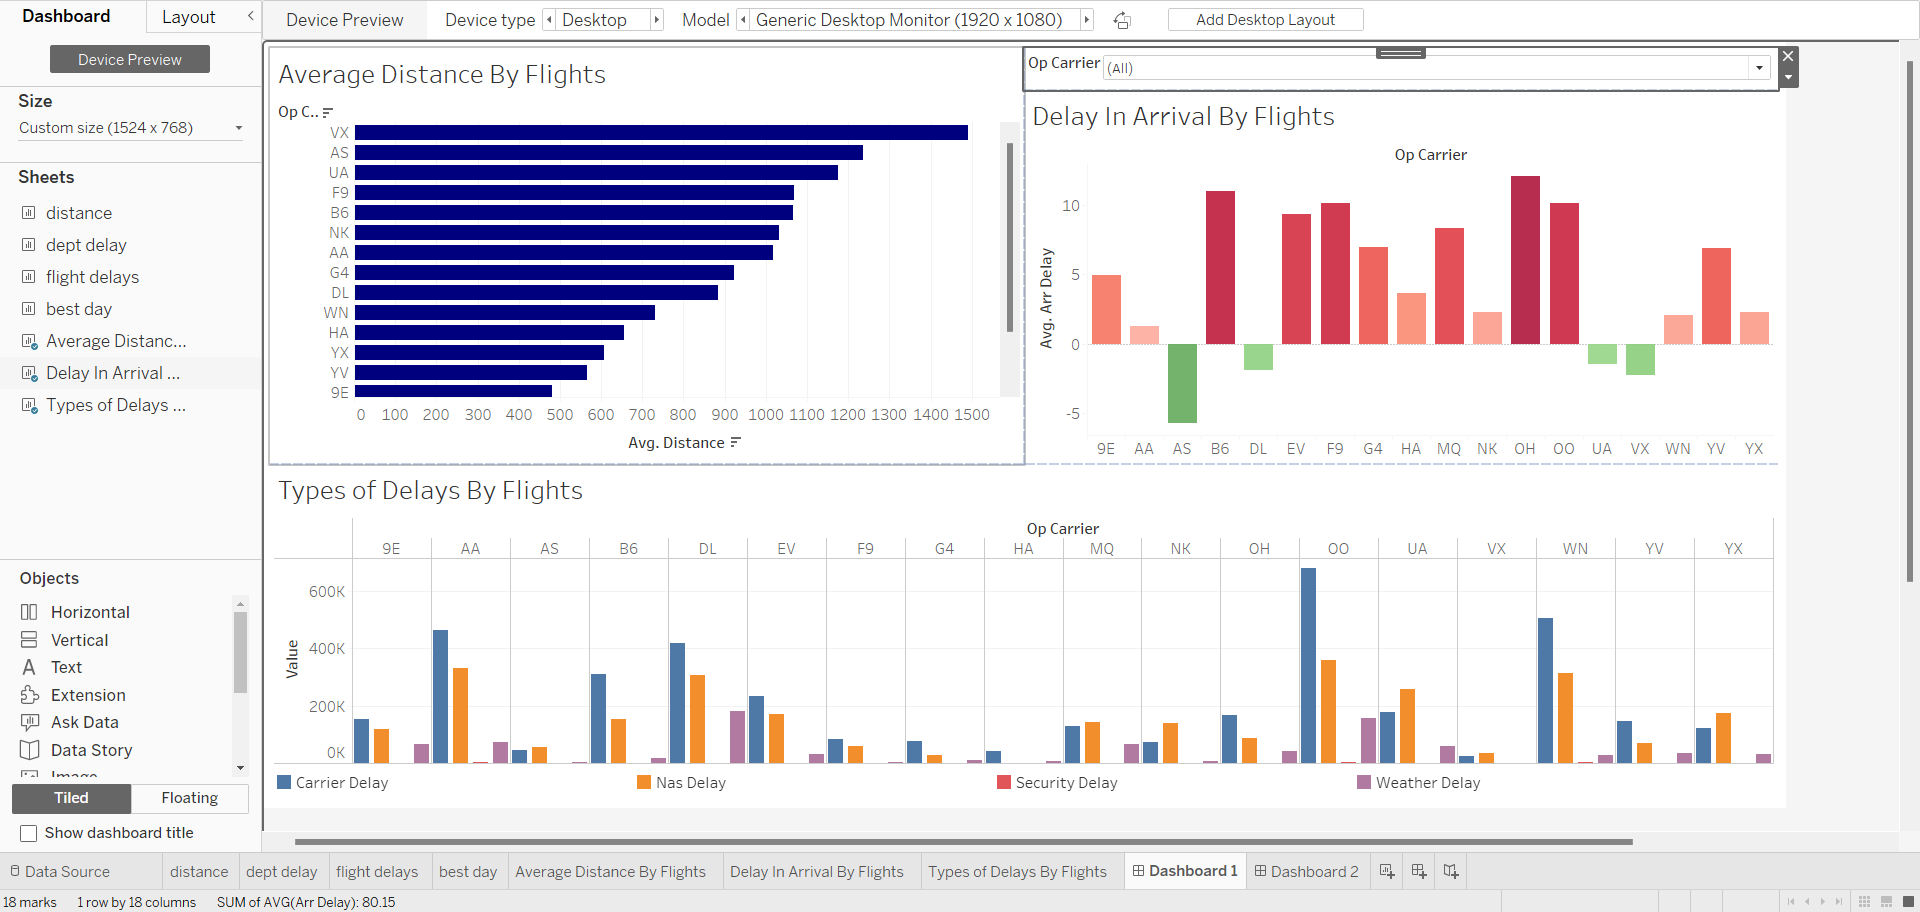 Dashboard
Layout
Device Preview
Device type
Desktop
Model
Generic Desktop Monitor (1920 x 1080)
Add Desktop Layout
Device Preview
Size
Custom size (1524 x 768)
Sheets
distance
dept delay
flight delays
best day
Average Distanc...
Delay In Arrival ...
Types of Delays ...
Objects
Horizontal
Vertical
Text
Extension
Ask Data
Data Story
Image
Tiled
Floating
Show dashboard title
Average Distance By Flights
Op C..
VX
AS
UA
F9
B6
NK
AA
G4
DL
WN
HA
YX
YV
9E
0 100 200 300 400 500 600 700 800 900 1000 1100 1200 1300 1400 1500
Avg. Distance
Op Carrier
(All)
Delay In Arrival By Flights
Op Carrier
Avg. Arr Delay
10
5
0
-5
9E AA AS B6 DL EV F9 G4 HA MQ NK OH OO UA VX WN YV YX
Types of Delays By Flights
Op Carrier
9E AA AS B6 DL EV F9 G4 HA MQ NK OH OO UA VX WN YV YX
Value
600K
400K
200K
0K
Carrier Delay
Nas Delay
Security Delay
Weather Delay
Data Source
distance
dept delay
flight delays
best day
Average Distance By Flights
Delay In Arrival By Flights
Types of Delays By Flights
Dashboard 1
Dashboard 2
18 marks
1 row by 18 columns
SUM of AVG(Arr Delay): 80.15